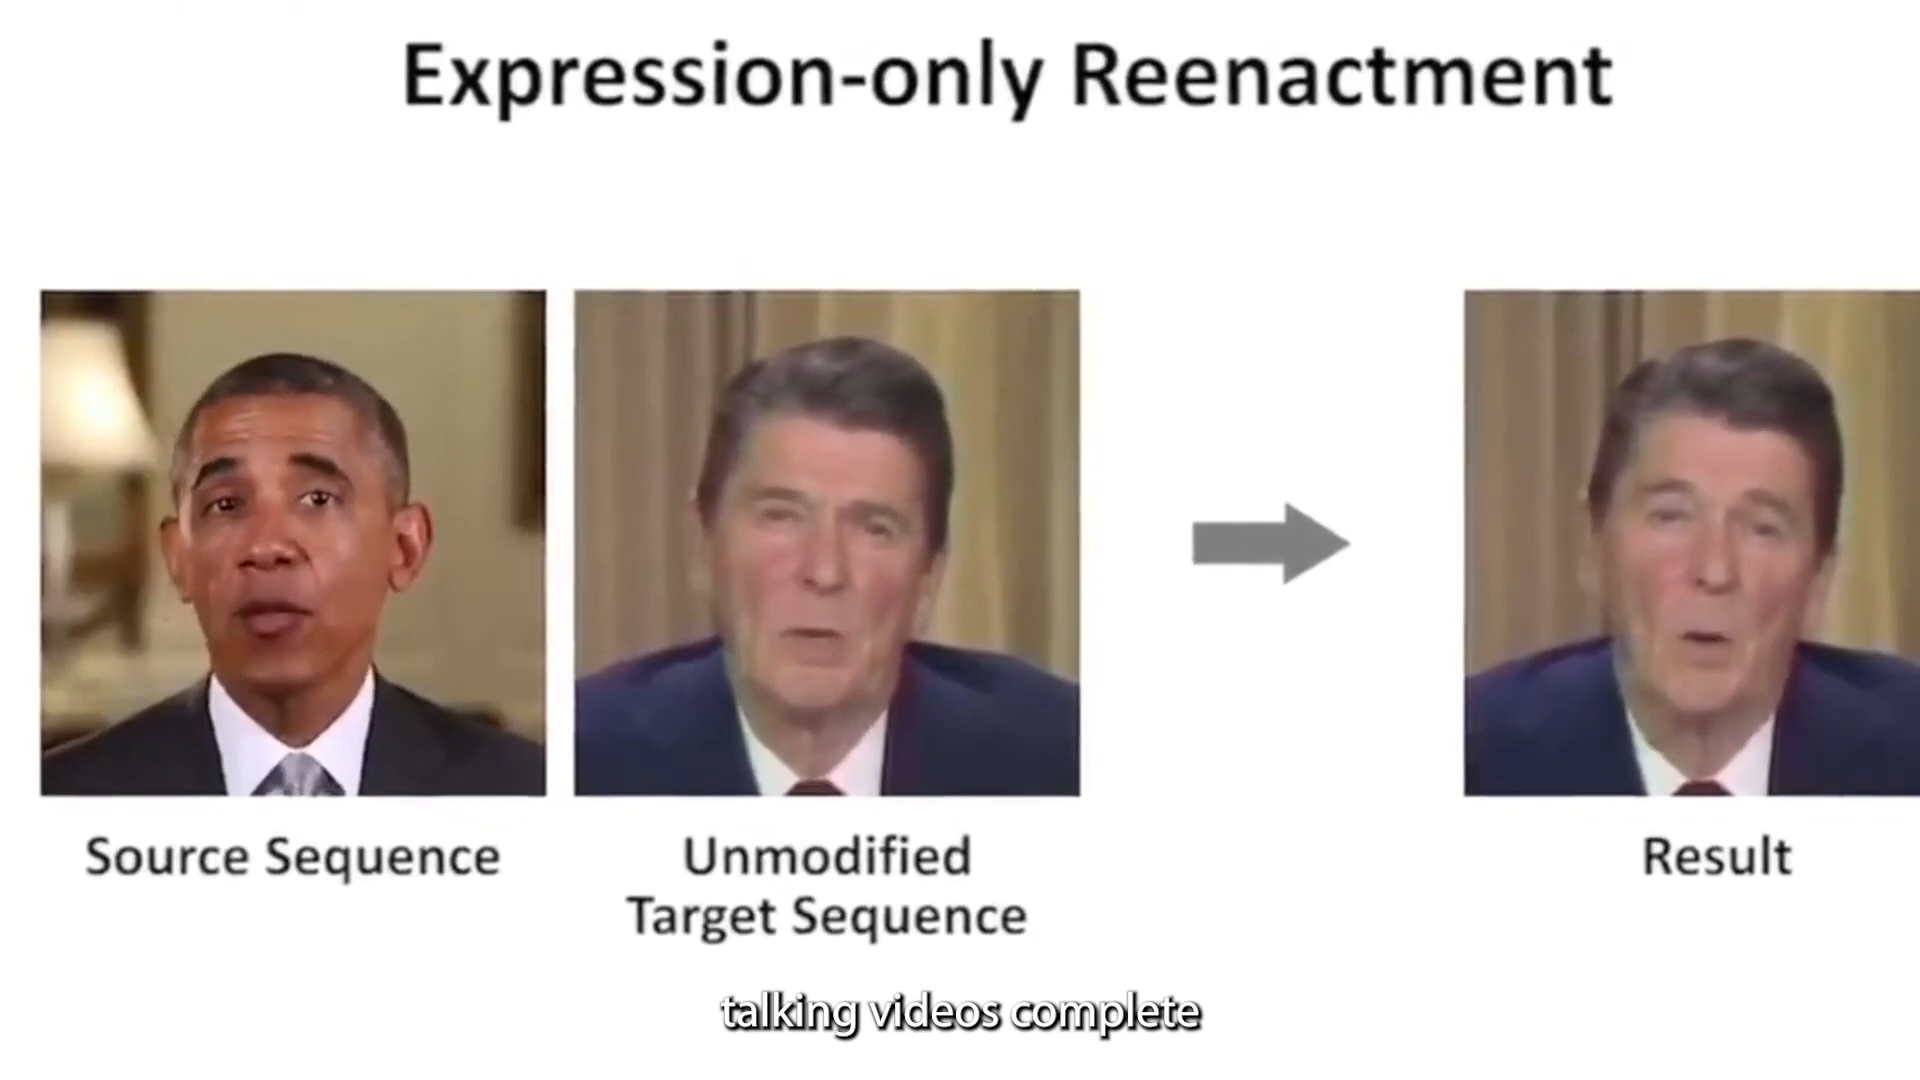 Expression-only Reenactment
Source Sequence
Unmodified
Target Sequence
Result
talking videos complete